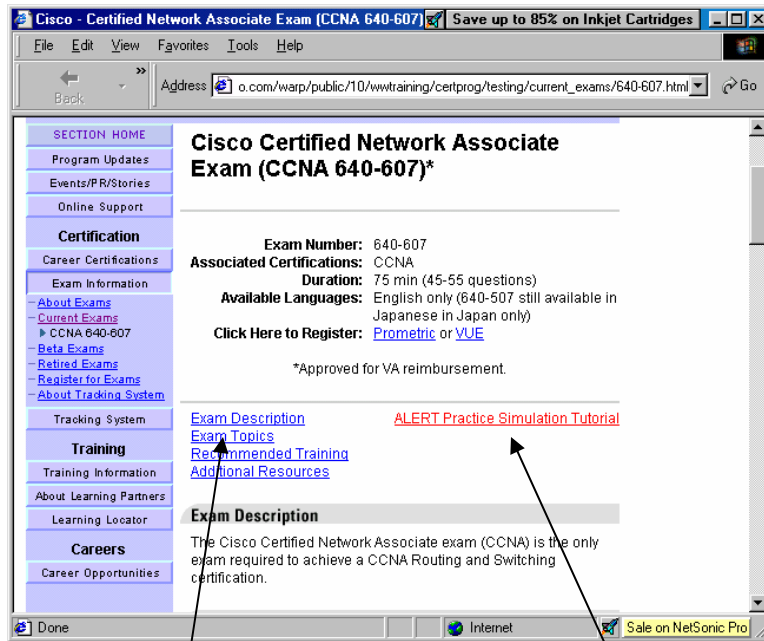 Cisco - Certified Network Associate Exam (CCNA 640-607)
Save up to 85% on Inkjet Cartridges
File Edit View Favorites Tools Help
Back
»
Address o.com/warp/public/10/wwtraining/certprog/testing/current_exams/640-607.html
Go
SECTION HOME
Program Updates
Events/PR/Stories
Online Support
Certification
Career Certifications
Exam Information
About Exams
Current Exams
CCNA 640-607
Beta Exams
Retired Exams
Register for Exams
About Tracking System
Tracking System
Training
Training Information
About Learning Partners
Learning Locator
Careers
Career Opportunities
Cisco Certified Network Associate
Exam (CCNA 640-607)*
Exam Number: 640-607
Associated Certifications: CCNA
Duration: 75 min (45-55 questions)
Available Languages: English only (640-507 still available in
Japanese in Japan only)
Click Here to Register: Prometric or VUE
*Approved for VA reimbursement.
Exam Description
Exam Topics
Recommended Training
Additional Resources
ALERT Practice Simulation Tutorial
Exam Description
The Cisco Certified Network Associate exam (CCNA) is the only
exam required to achieve a CCNA Routing and Switching
certification.
Done
Internet
Sale on NetSonic Pro